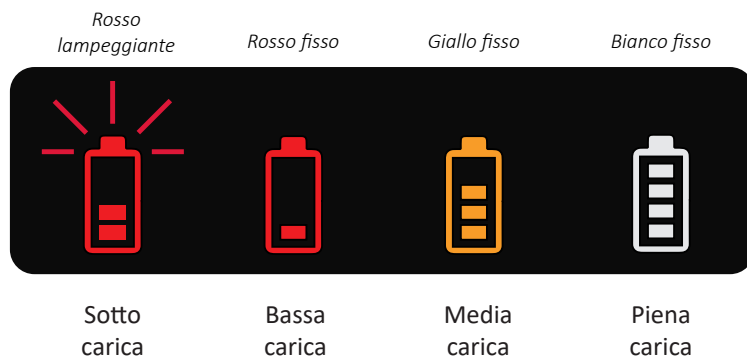 Rosso
lampeggiante
Rosso fisso
Giallo fisso
Bianco fisso
Sotto
carica
Bassa
carica
Media
carica
Piena
carica